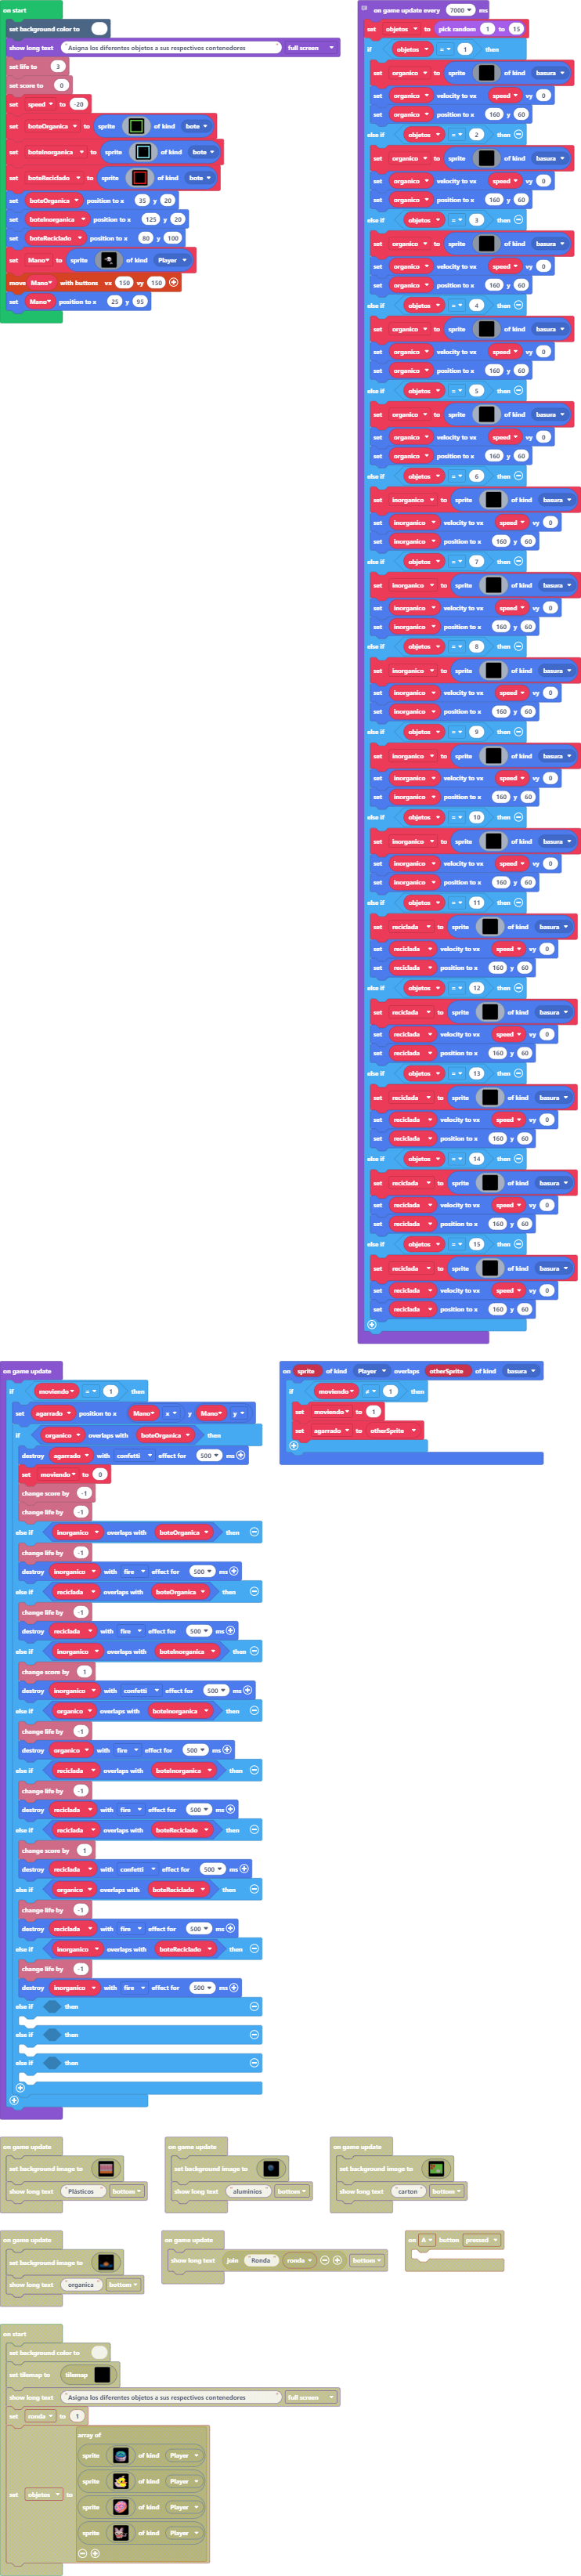 on start
set background color to
show long text Asigna los diferentes objetos a sus respectivos contenedores full screen
set life to 3
set score to 0
set speed to -20
set boteOrganica to sprite of kind bote
set boteInorganica to sprite of kind bote
set boteReciclado to sprite of kind bote
set boteOrganica position to x 35 y 20
set boteInorganica position to x 125 y 20
set boteReciclado position to x 80 y 100
set Mano to sprite of kind Player
move Mano with buttons vx 150 vy 150
set Mano position to x 25 y 95
on game update every 7000 ms
set objetos to pick random 1 to 15
if objetos = 1 then
set organico to sprite of kind basura
set organico velocity to vx speed vy 0
set organico position to x 160 y 60
else if objetos = 2 then
set organico to sprite of kind basura
set organico velocity to vx speed vy 0
set organico position to x 160 y 60
else if objetos = 3 then
set organico to sprite of kind basura
set organico velocity to vx speed vy 0
set organico position to x 160 y 60
else if objetos = 4 then
set organico to sprite of kind basura
set organico velocity to vx speed vy 0
set organico position to x 160 y 60
else if objetos = 5 then
set organico to sprite of kind basura
set organico velocity to vx speed vy 0
set organico position to x 160 y 60
else if objetos = 6 then
set inorganico to sprite of kind basura
set inorganico velocity to vx speed vy 0
set inorganico position to x 160 y 60
else if objetos = 7 then
set inorganico to sprite of kind basura
set inorganico velocity to vx speed vy 0
set inorganico position to x 160 y 60
else if objetos = 8 then
set inorganico to sprite of kind basura
set inorganico velocity to vx speed vy 0
set inorganico position to x 160 y 60
else if objetos = 9 then
set inorganico to sprite of kind basura
set inorganico velocity to vx speed vy 0
set inorganico position to x 160 y 60
else if objetos = 10 then
set inorganico to sprite of kind basura
set inorganico velocity to vx speed vy 0
set inorganico position to x 160 y 60
else if objetos = 11 then
set reciclada to sprite of kind basura
set reciclada velocity to vx speed vy 0
set reciclada position to x 160 y 60
else if objetos = 12 then
set reciclada to sprite of kind basura
set reciclada velocity to vx speed vy 0
set reciclada position to x 160 y 60
else if objetos = 13 then
set reciclada to sprite of kind basura
set reciclada velocity to vx speed vy 0
set reciclada position to x 160 y 60
else if objetos = 14 then
set reciclada to sprite of kind basura
set reciclada velocity to vx speed vy 0
set reciclada position to x 160 y 60
else if objetos = 15 then
set reciclada to sprite of kind basura
set reciclada velocity to vx speed vy 0
set reciclada position to x 160 y 60
on game update
if moviendo = 1 then
set agarrado position to x Mano x y Mano y
if organico overlaps with boteOrganica then
destroy agarrado with confetti effect for 500 ms
set moviendo to 0
change score by -1
change life by -1
else if inorganico overlaps with boteOrganica then
change life by -1
destroy inorganico with fire effect for 500 ms
else if reciclada overlaps with boteOrganica then
change life by -1
destroy reciclada with fire effect for 500 ms
else if inorganico overlaps with boteInorganica then
change score by 1
destroy inorganico with confetti effect for 500 ms
else if organico overlaps with boteInorganica then
change life by -1
destroy organico with fire effect for 500 ms
else if reciclada overlaps with boteInorganica then
change life by -1
destroy reciclada with fire effect for 500 ms
else if reciclada overlaps with boteReciclado then
change score by 1
destroy reciclada with confetti effect for 500 ms
else if organico overlaps with boteReciclado then
change life by -1
destroy reciclada with fire effect for 500 ms
else if inorganico overlaps with boteReciclado then
change life by -1
destroy inorganico with fire effect for 500 ms
else if then
else if then
else if then
on sprite of kind Player overlaps otherSprite of kind basura
if moviendo ≠ 1 then
set moviendo to 1
set agarrado to otherSprite
on game update
set background image to
show long text Plásticos bottom
on game update
set background image to
show long text aluminios bottom
on game update
set background image to
show long text carton bottom
on game update
set background image to
show long text organica bottom
on game update
show long text join Ronda ronda bottom
on A button pressed
on start
set background color to
set tilemap to tilemap
show long text Asigna los diferentes objetos a sus respectivos contenedores full screen
set ronda to 1
set objetos to array of
sprite of kind Player
sprite of kind Player
sprite of kind Player
sprite of kind Player